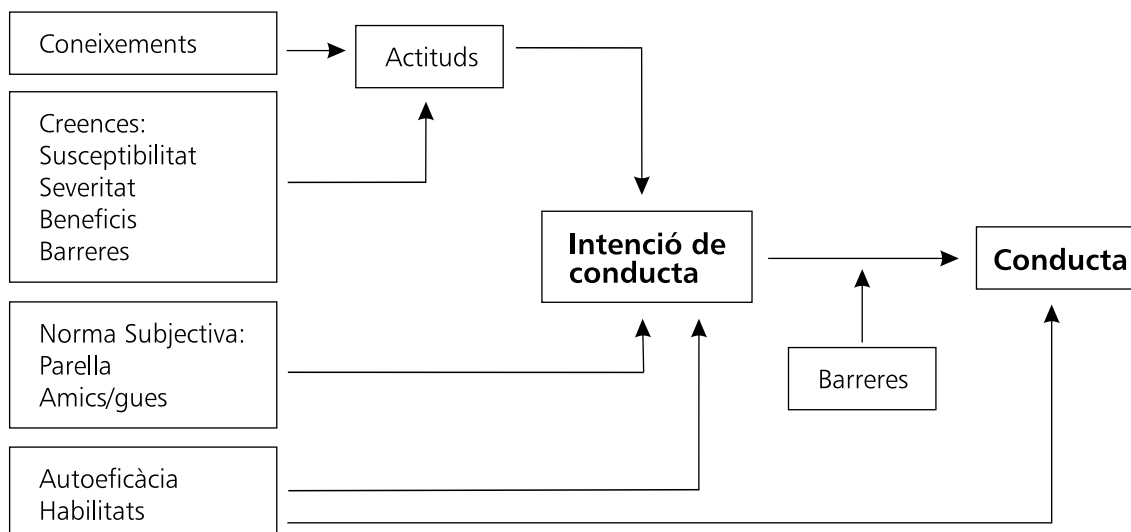 Coneixements
Actituds
Creences:
Susceptibilitat
Severitat
Beneficis
Barreres
Intenció de
conducta
Conducta
Norma Subjectiva:
Parella
Amics/gues
Barreres
Autoeficàcia
Habilitats